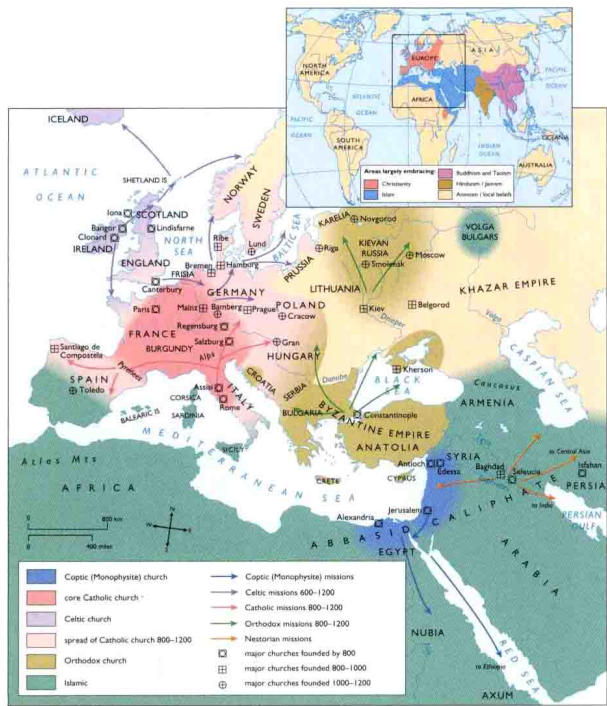 NORTH
AMERICA
EUROPE
ASIA
PACIFIC
OCEAN
ATLANTIC
OCEAN
AFRICA
PACIFIC
OCEAN
SOUTH
AMERICA
INDIAN
OCEAN
OCEANIA
AUSTRALIA
Areas largely embracing:
Christianity
Islam
Buddhism and Taoism
Hinduism / Jainism
Animism / local beliefs
ICELAND
ATLANTIC
OCEAN
SHETLAND IS
NORWAY
SWEDEN
Iona
SCOTLAND
Bangor
Lindisfarne
Clonard
IRELAND
NORTH
SEA
ENGLAND
FRISIA
Canterbury
Ribe
Lund
BALTIC SEA
Bremen
Hamburg
PRUSSIA
Riga
KARELIA
Novgorod
KIEVAN
RUSSIA
Smolensk
Moscow
VOLGA
BULGARS
LITHUANIA
KHAZAR EMPIRE
Volga
GERMANY
POLAND
Paris
Mainz
Bamberg
Prague
Cracow
Kiev
Belgorod
Dnieper
FRANCE
Regensburg
BURGUNDY
Salzburg
Gran
Alps
HUNGARY
Santiago de
Compostela
Pyrenees
SPAIN
Toledo
BALEARIC IS
Assisi
ITALY
CORSICA
Rome
SARDINIA
SICILY
CROATIA
SERBIA
BULGARIA
Danube
Kherson
BLACK
SEA
Caucasus
CASPIAN SEA
ARMENIA
Constantinople
BYZANTINE EMPIRE
ANATOLIA
MEDITERRANEAN SEA
CRETE
CYPRUS
Antioch
SYRIA
Edessa
Baghdad
Seleucia
to Central Asia
Isfahan
PERSIA
to India
PERSIAN
GULF
Atlas Mts
AFRICA
Jerusalem
Alexandria
ABBASID CALIPHATE
EGYPT
ARABIA
NUBIA
RED SEA
to Ethiopia
AXUM
0 800 km
0 400 miles
N
W E
S
Coptic (Monophysite) church
core Catholic church
Celtic church
spread of Catholic church 800–1200
Orthodox church
Islamic
Coptic (Monophysite) missions
Celtic missions 600–1200
Catholic missions 800–1200
Orthodox missions 800–1200
Nestorian missions
major churches founded by 800
major churches founded 800–1000
major churches founded 1000–1200